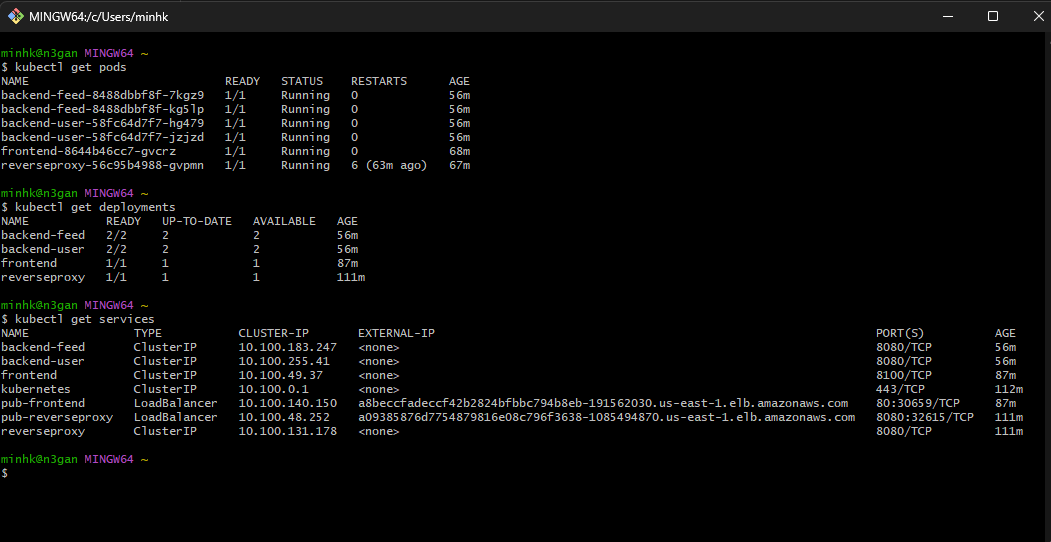 MINGW64:/c/Users/minhk
minhk@n3gan MINGW64 ~
$ kubectl get pods
NAME READY STATUS RESTARTS AGE
backend-feed-8488dbbf8f-7kgz9 1/1 Running 0 56m
backend-feed-8488dbbf8f-kg5lp 1/1 Running 0 56m
backend-user-58fc64d7f7-hg479 1/1 Running 0 56m
backend-user-58fc64d7f7-jzjzd 1/1 Running 0 56m
frontend-8644b46cc7-gvcrz 1/1 Running 0 68m
reverseproxy-56c95b4988-gvpmn 1/1 Running 6 (63m ago) 67m
minhk@n3gan MINGW64 ~
$ kubectl get deployments
NAME READY UP-TO-DATE AVAILABLE AGE
backend-feed 2/2 2 2 56m
backend-user 2/2 2 2 56m
frontend 1/1 1 1 87m
reverseproxy 1/1 1 1 111m
minhk@n3gan MINGW64 ~
$ kubectl get services
NAME TYPE CLUSTER-IP EXTERNAL-IP PORT(S) AGE
backend-feed ClusterIP 10.100.183.247 <none> 8080/TCP 56m
backend-user ClusterIP 10.100.255.41 <none> 8080/TCP 56m
frontend ClusterIP 10.100.49.37 <none> 8100/TCP 87m
kubernetes ClusterIP 10.100.0.1 <none> 443/TCP 112m
pub-frontend LoadBalancer 10.100.140.150 a8beccfadeccf42b2824bfbbc794b8eb-191562030.us-east-1.elb.amazonaws.com 80:30659/TCP 87m
pub-reverseproxy LoadBalancer 10.100.48.252 a09385876d7754879816e08c796f3638-1085494870.us-east-1.elb.amazonaws.com 8080:32615/TCP 111m
reverseproxy ClusterIP 10.100.131.178 <none> 8080/TCP 111m
minhk@n3gan MINGW64 ~
$